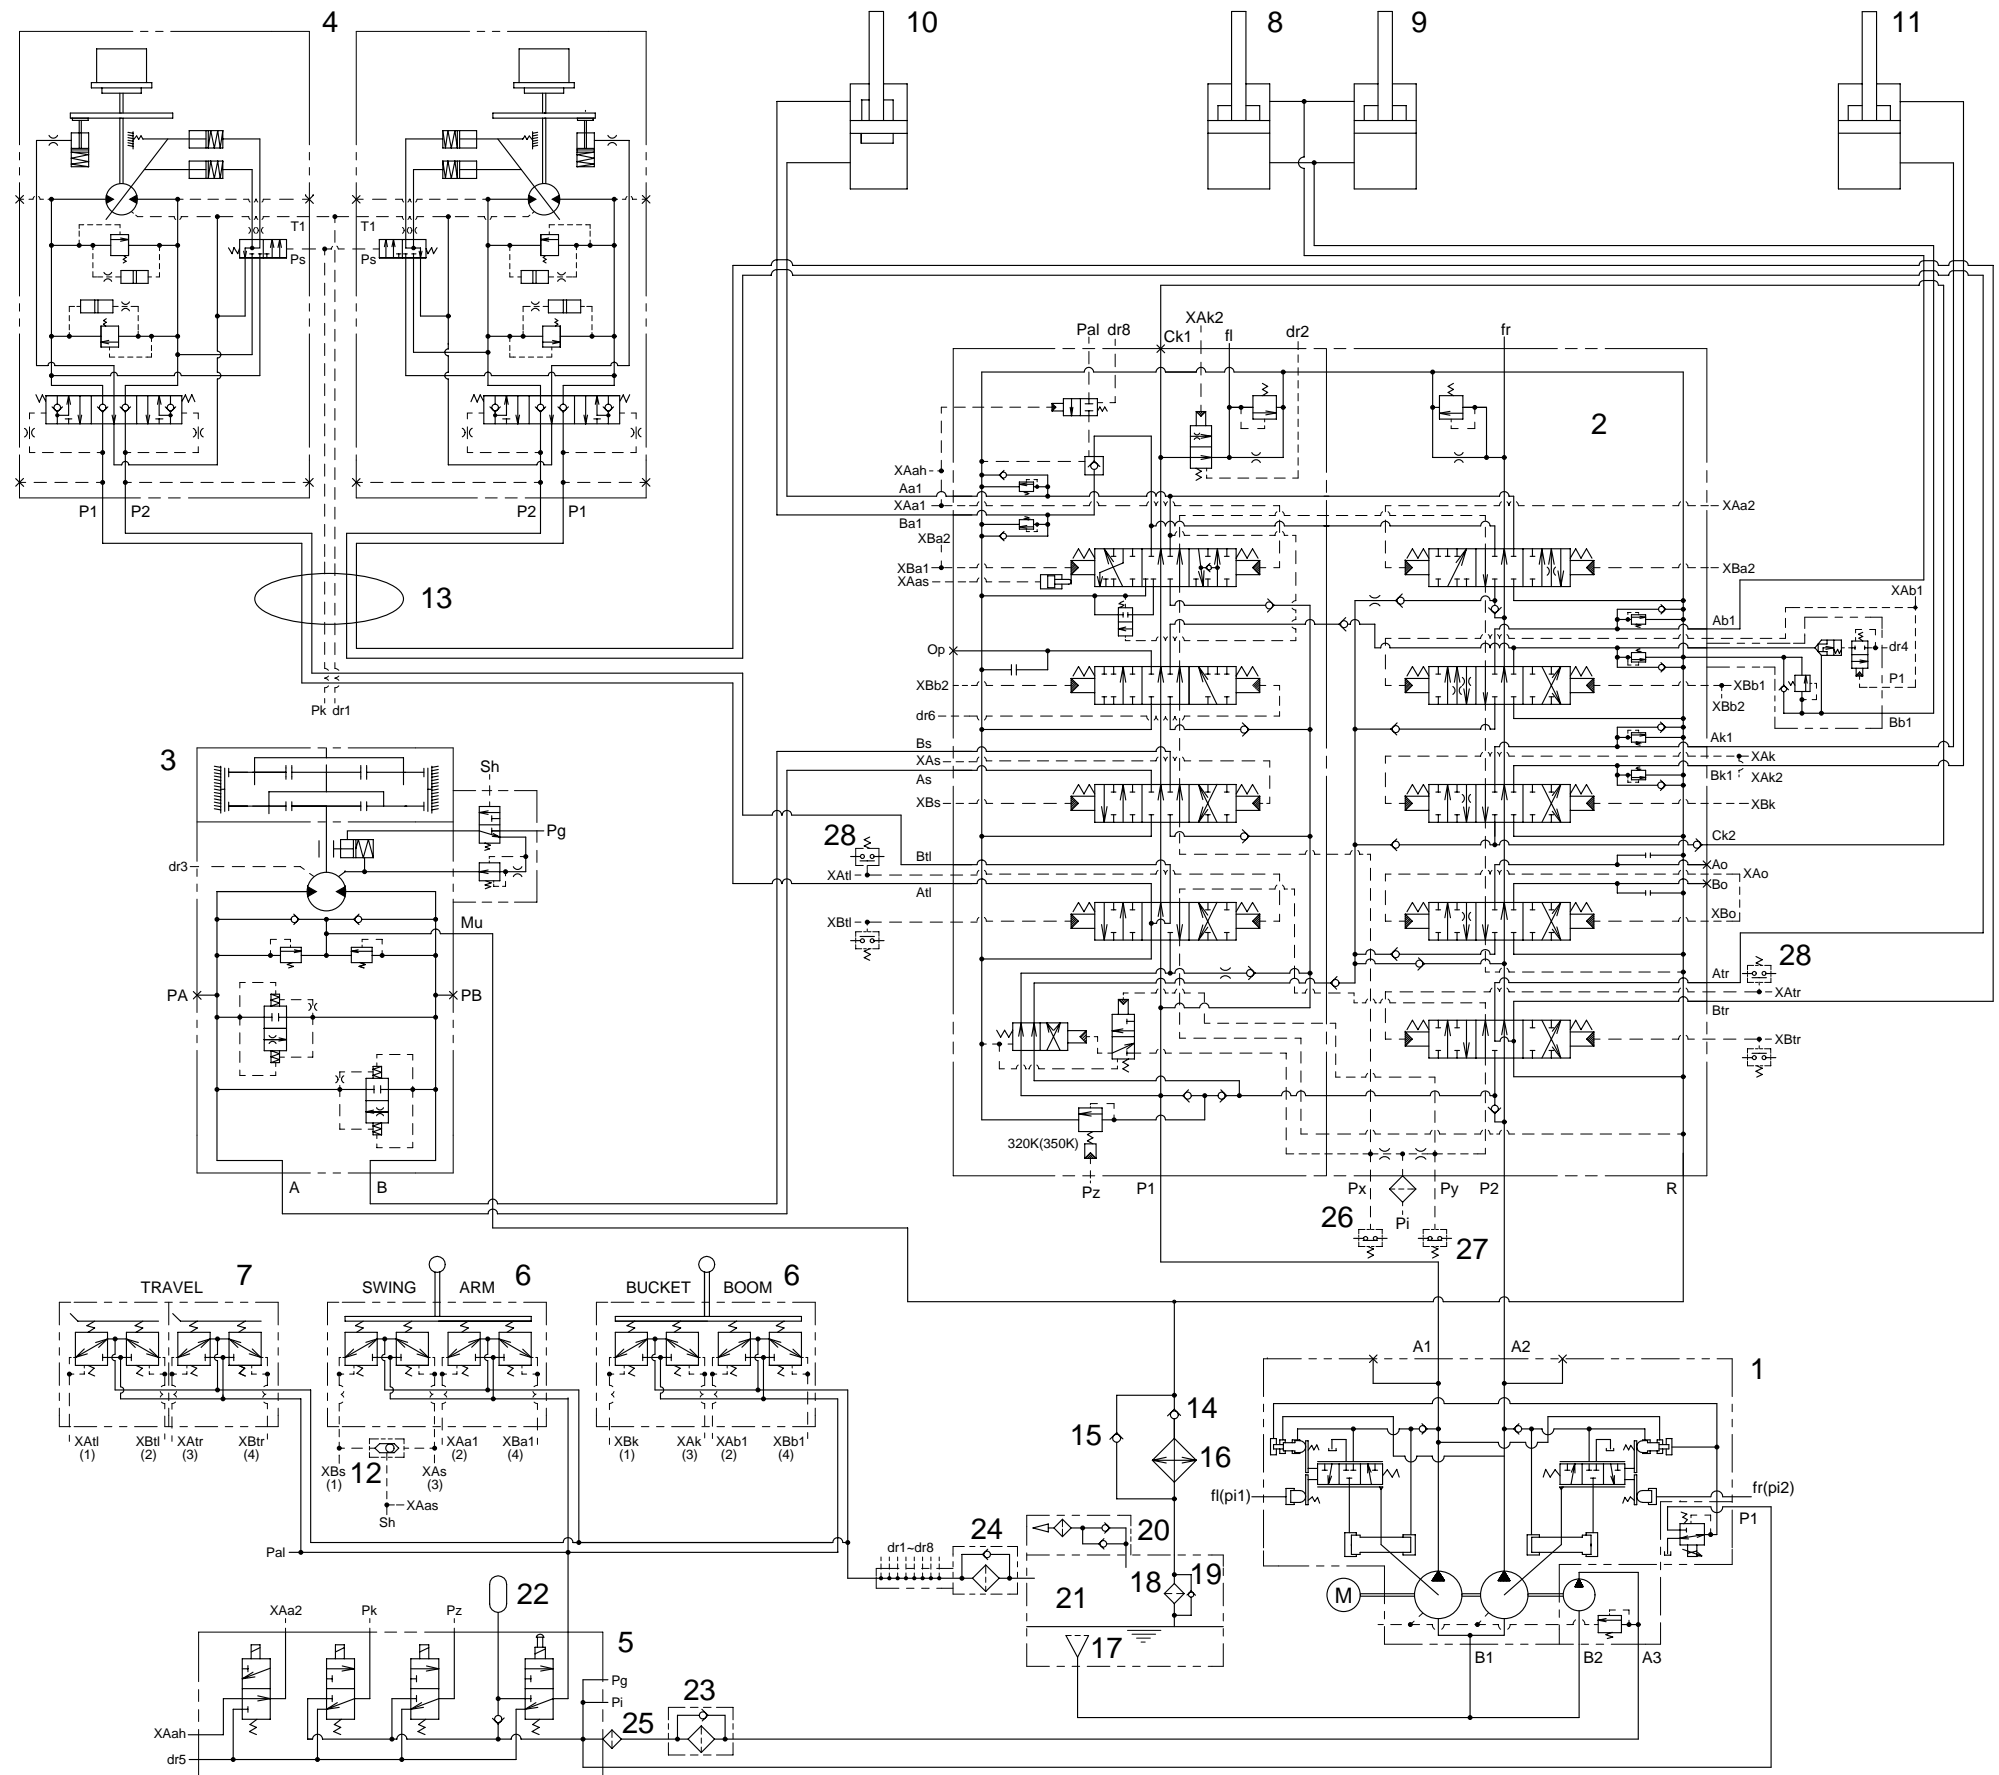 4
10
8
9
11
T1
T1
Ps
Ps
XAk2
Pal
dr8
Ck1
fl
dr2
fr
2
XAah
Aa1
XAa1
Ba1
XBa2
XBa1
XAas
XAa2
XBa2
XAb1
P1
P2
P2
P1
13
Ab1
Op
dr4
XBb2
XBb1
P1
XBb2
dr6
Bb1
Pk
dr1
Bs
XAs
As
XBs
Ak1
XAk
Bk1
XAk2
XBk
3
Sh
Pg
28
Ck2
Btl
XAtl
Atl
XBtl
Ao
XAo
Bo
XBo
dr3
Mu
28
Atr
XAtr
Btr
XBtr
PA
PB
320K(350K)
Pz
P1
Px
Py
P2
R
A
B
26
Pi
27
7
6
6
TRAVEL
SWING
ARM
BUCKET
BOOM
A1
A2
1
XAtl
(1)
XBtl
(2)
XAtr
(3)
XBtr
(4)
XAa1
(2)
XBa1
(4)
XBk
(1)
XAk
(3)
XAb1
(2)
XBb1
(4)
XBs
(1)
12
XAs
(3)
XAas
Sh
14
15
16
fl(pi1)
fr(pi2)
P1
Pal
dr1~dr8
24
20
18
19
21
17
M
B1
B2
A3
22
XAa2
Pk
Pz
5
Pg
Pi
25
23
XAah
dr5